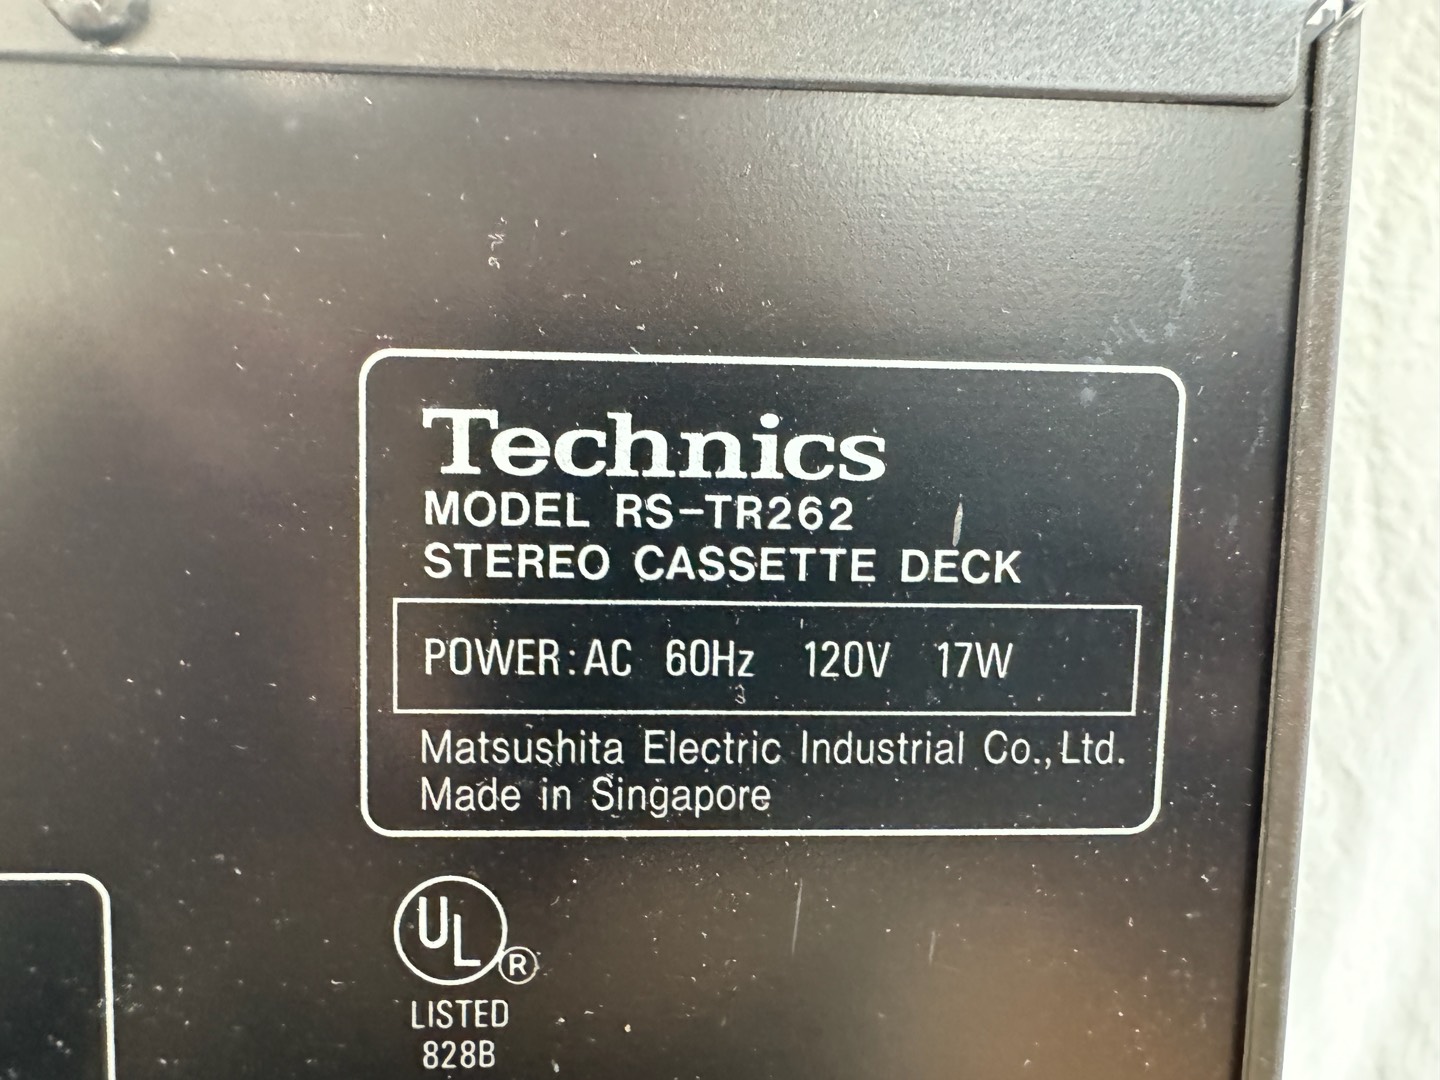 Technics
MODEL RS-TR262
STEREO CASSETTE DECK
POWER: AC 60Hz 120V 17W
Matsushita Electric Industrial Co., Ltd.
Made in Singapore
UL ®
LISTED
828B